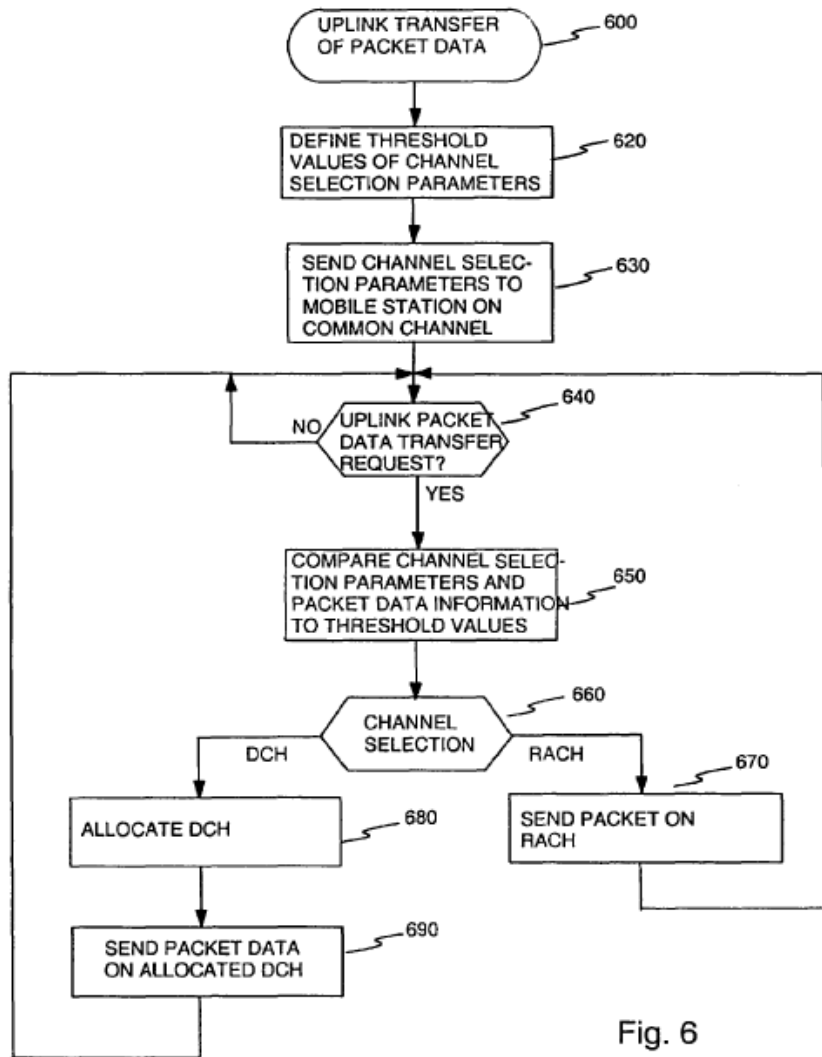 UPLINK TRANSFER
OF PACKET DATA
600
DEFINE THRESHOLD
VALUES OF CHANNEL
SELECTION PARAMETERS
620
SEND CHANNEL SELEC-
TION PARAMETERS TO
MOBILE STATION ON
COMMON CHANNEL
630
640
NO
UPLINK PACKET
DATA TRANSFER
REQUEST?
YES
COMPARE CHANNEL SELEC-
TION PARAMETERS AND
PACKET DATA INFORMATION
TO THRESHOLD VALUES
650
660
CHANNEL
SELECTION
DCH
RACH
670
ALLOCATE DCH
680
SEND PACKET ON
RACH
SEND PACKET DATA
ON ALLOCATED DCH
690
Fig. 6